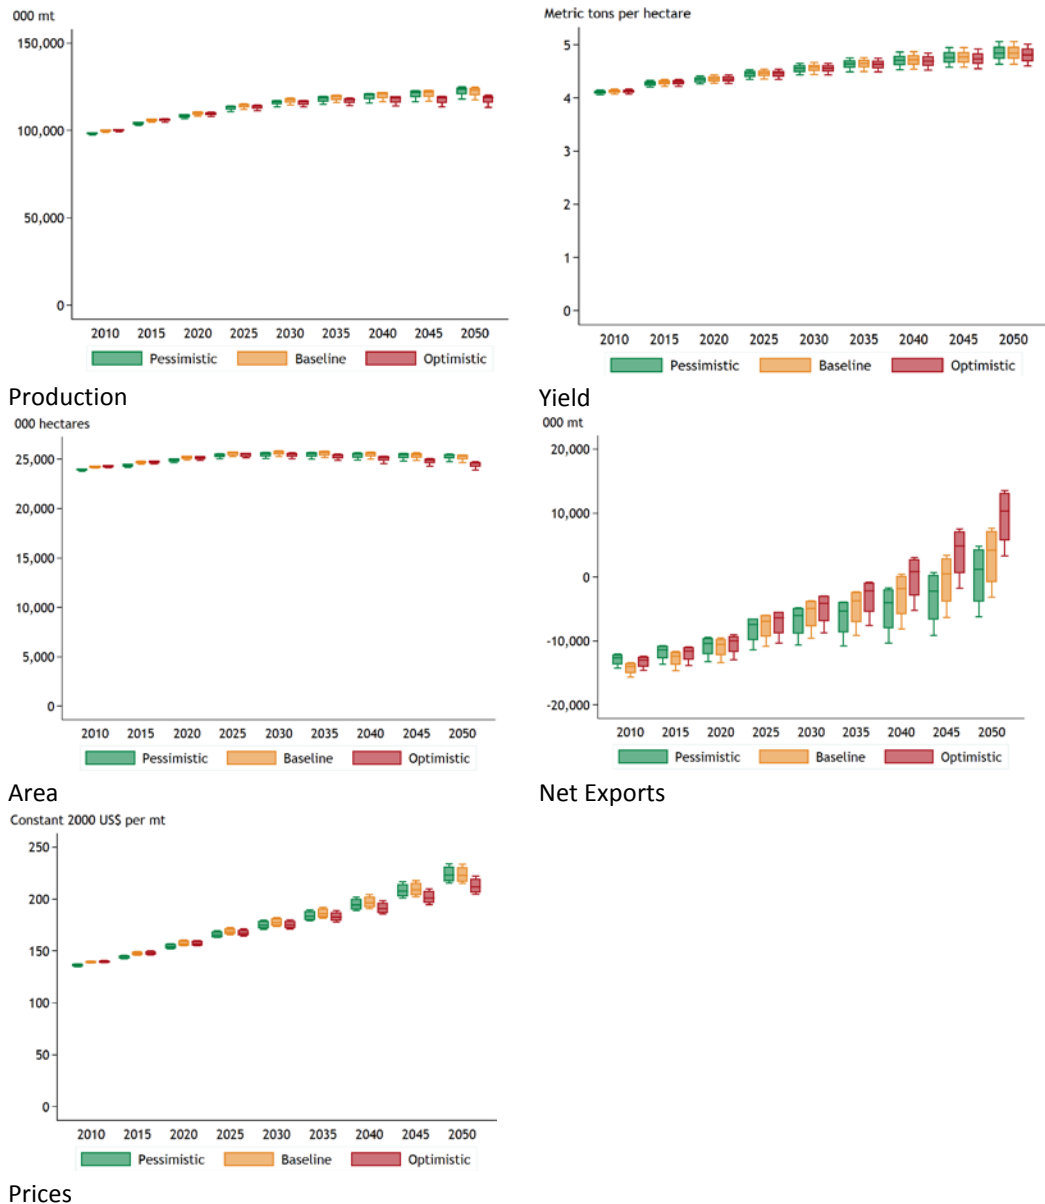 000 mt
150,000
100,000
50,000
0
2010 2015 2020 2025 2030 2035 2040 2045 2050
Pessimistic Baseline Optimistic
Production
Metric tons per hectare
5
4
3
2
1
0
2010 2015 2020 2025 2030 2035 2040 2045 2050
Pessimistic Baseline Optimistic
Yield
000 hectares
25,000
20,000
15,000
10,000
5,000
0
2010 2015 2020 2025 2030 2035 2040 2045 2050
Pessimistic Baseline Optimistic
Area
000 mt
20,000
10,000
0
-10,000
-20,000
2010 2015 2020 2025 2030 2035 2040 2045 2050
Pessimistic Baseline Optimistic
Net Exports
Constant 2000 US$ per mt
250
200
150
100
50
0
2010 2015 2020 2025 2030 2035 2040 2045 2050
Pessimistic Baseline Optimistic
Prices